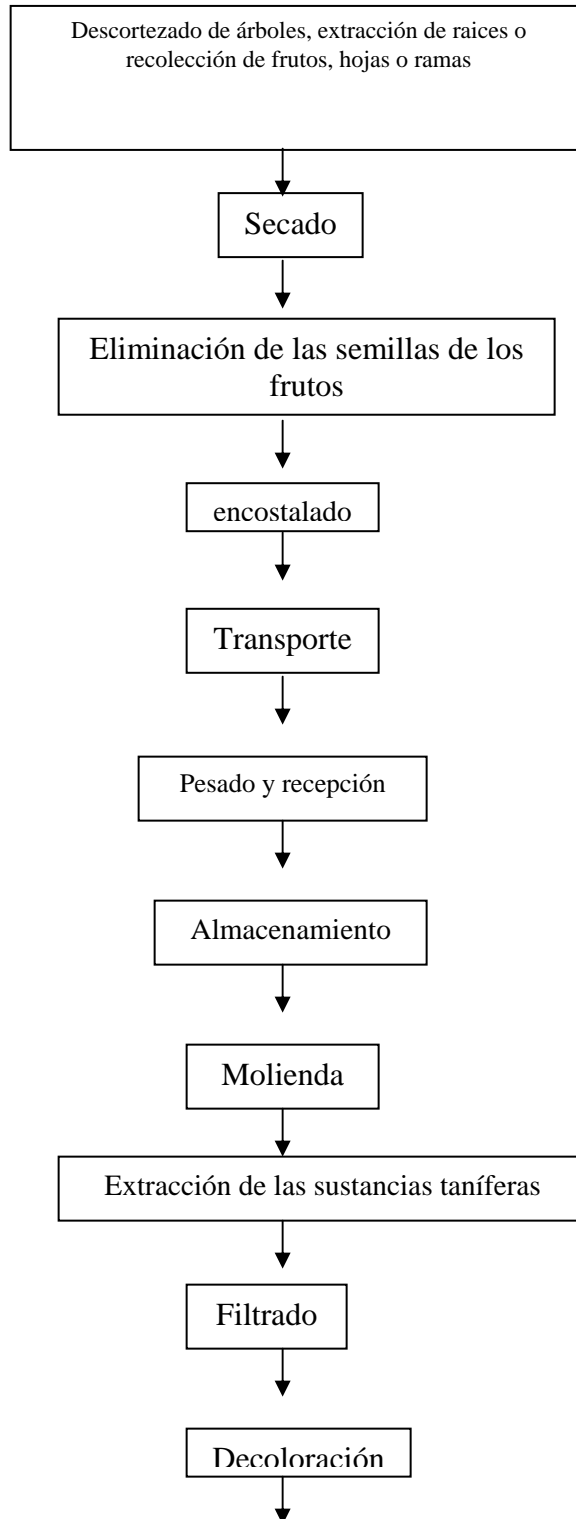 Descortezado de árboles, extracción de raices o
recolección de frutos, hojas o ramas
Secado
Eliminación de las semillas de los
frutos
encostalado
Transporte
Pesado y recepción
Almacenamiento
Molienda
Extracción de las sustancias taníferas
Filtrado
Decoloración